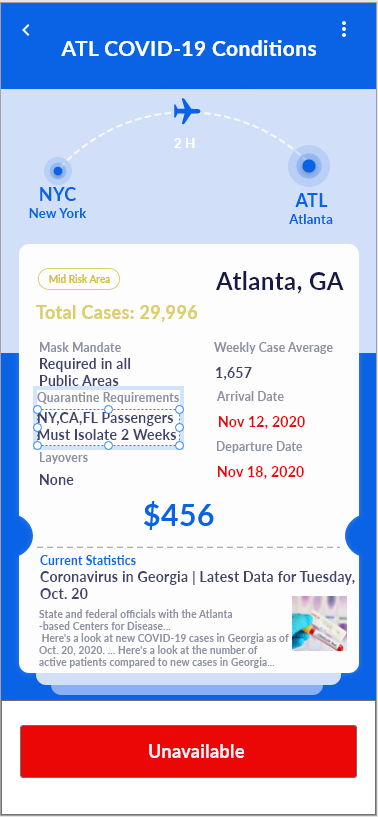 ATL COVID-19 Conditions
2 H
NYC
New York
ATL
Atlanta
Mid Risk Area
Atlanta, GA
Total Cases: 29,996
Mask Mandate
Required in all
Public Areas
Weekly Case Average
1,657
Quarantine Requirements
NY,CA,FL Passengers
Must Isolate 2 Weeks
Arrival Date
Nov 12, 2020
Layovers
None
Departure Date
Nov 18, 2020
$456
Current Statistics
Coronavirus in Georgia | Latest Data for Tuesday,
Oct. 20
State and federal officials with the Atlanta
-based Centers for Disease...
Here's a look at new COVID-19 cases in Georgia as of
Oct. 20, 2020. ... Here's a look at the number of
active patients compared to new cases in Georgia...
Unavailable